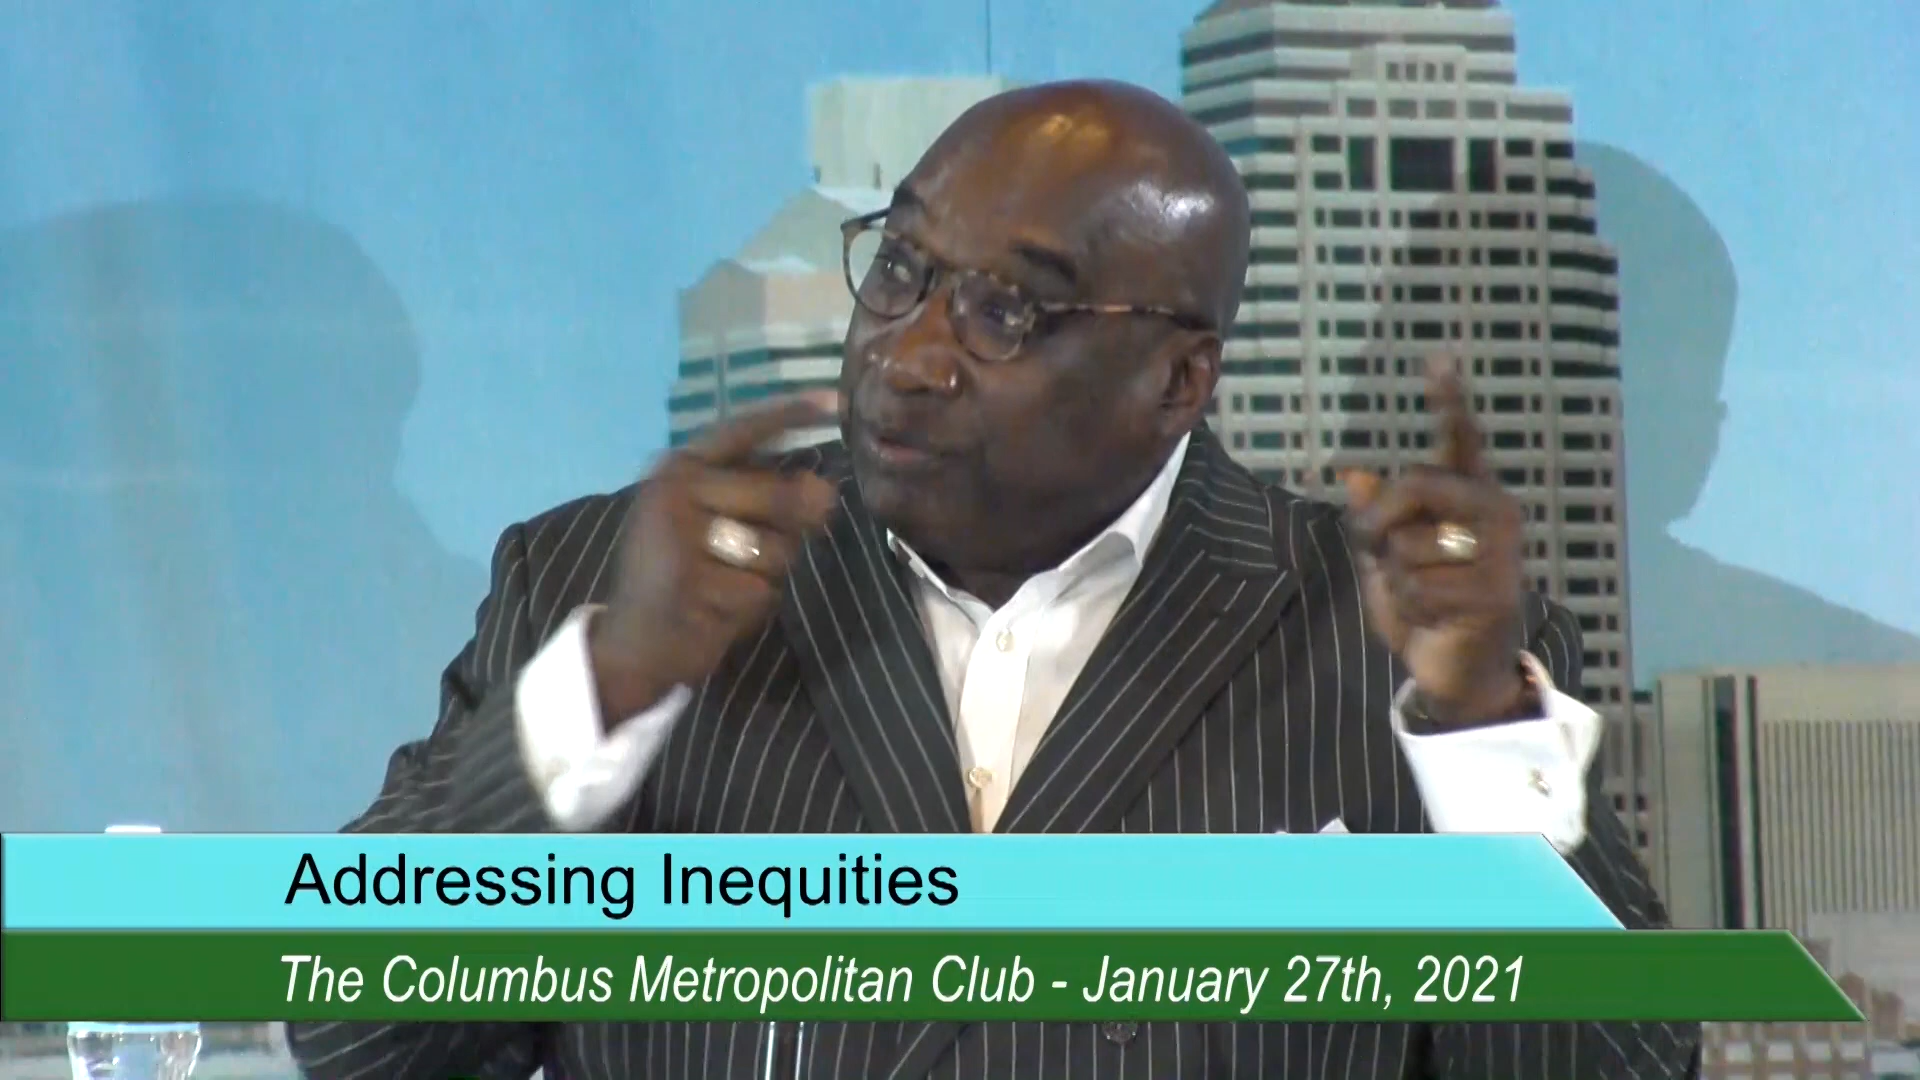 Addressing Inequities
The Columbus Metropolitan Club - January 27th, 2021